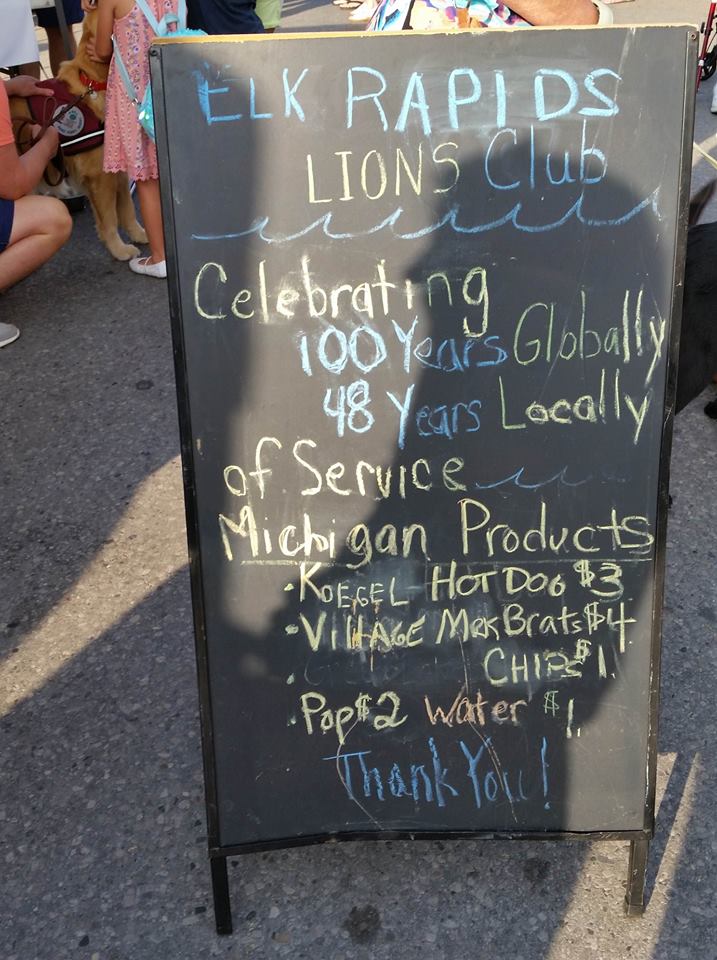 ELK RAPIDS
LIONS Club
Celebrating
100 Years Globally
48 Years Locally
of Service
Michigan Products
• KOEGEL HOT DOG $3
• VILLAGE MRK Brats $4
• CHIPS $1.
• Pop $2 Water $1.
Thank You!